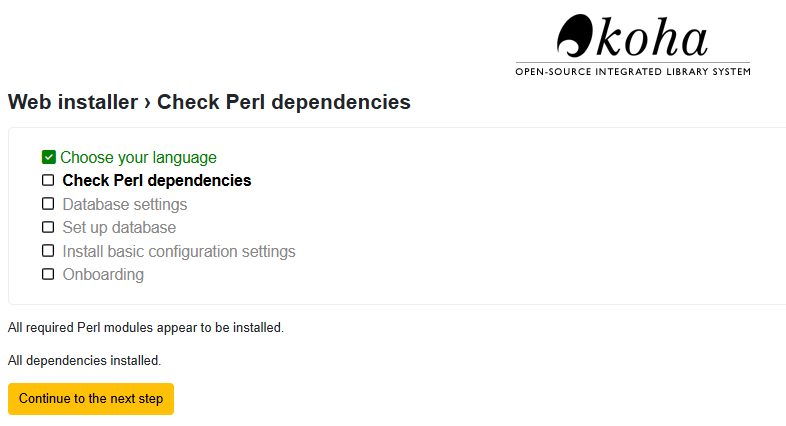 koha
OPEN-SOURCE INTEGRATED LIBRARY SYSTEM
Web installer › Check Perl dependencies
Choose your language
Check Perl dependencies
Database settings
Set up database
Install basic configuration settings
Onboarding
All required Perl modules appear to be installed.
All dependencies installed.
Continue to the next step